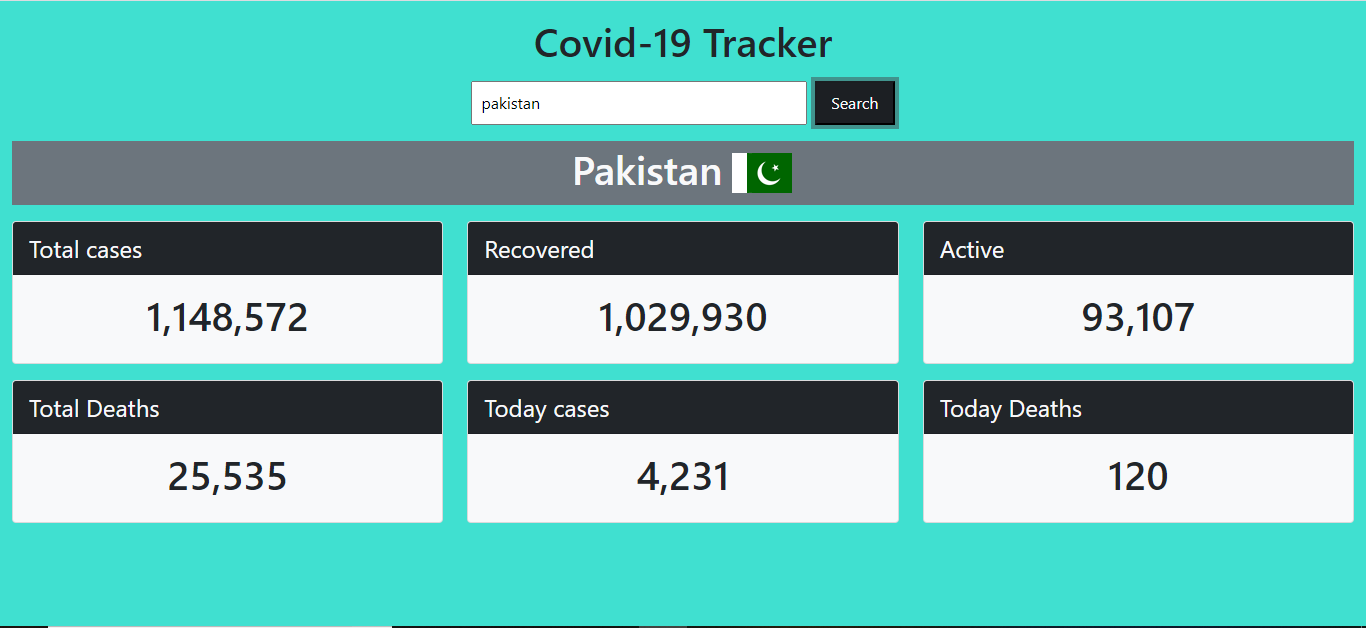 Covid-19 Tracker
pakistan Search
Pakistan
Total cases Recovered Active
1,148,572 1,029,930 93,107
Total Deaths Today cases Today Deaths
25,535 4,231 120